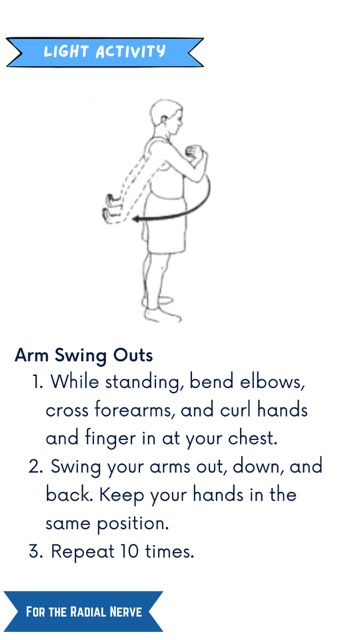 LIGHT ACTIVITY
Arm Swing Outs
1. While standing, bend elbows,
cross forearms, and curl hands
and finger in at your chest.
2. Swing your arms out, down, and
back. Keep your hands in the
same position.
3. Repeat 10 times.
FOR THE RADIAL NERVE